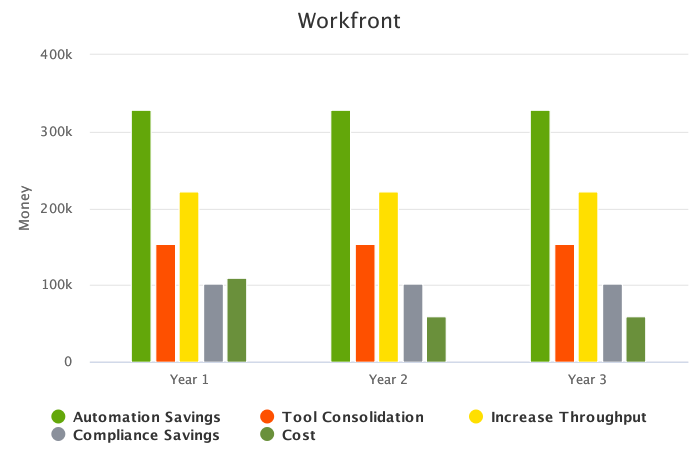 Workfront
400k
300k
200k
100k
0
Money
Year 1 Year 2 Year 3
Automation Savings Tool Consolidation Increase Throughput
Compliance Savings Cost